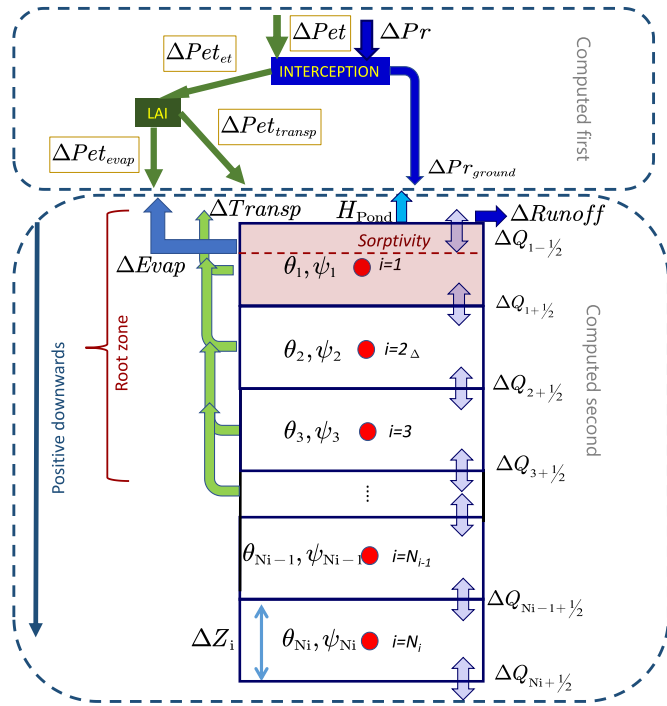 ΔPet
ΔPr
ΔPet_et
INTERCEPTION
LAI
ΔPet_transp
ΔPet_evap
ΔPr_ground
Computed first
ΔTransp
H_Pond
ΔRunoff
Sorptivity
ΔQ_1−½
ΔEvap
θ_1, ψ_1
i=1
ΔQ_1+½
θ_2, ψ_2
i=2 Δ
ΔQ_2+½
θ_3, ψ_3
i=3
ΔQ_3+½
....
θ_Ni−1, ψ_Ni−1
i=N_i-1
ΔQ_Ni−1+½
ΔZ_i
θ_Ni, ψ_Ni
i=N_i
ΔQ_Ni+½
Root zone
Positive downwards
Computed second